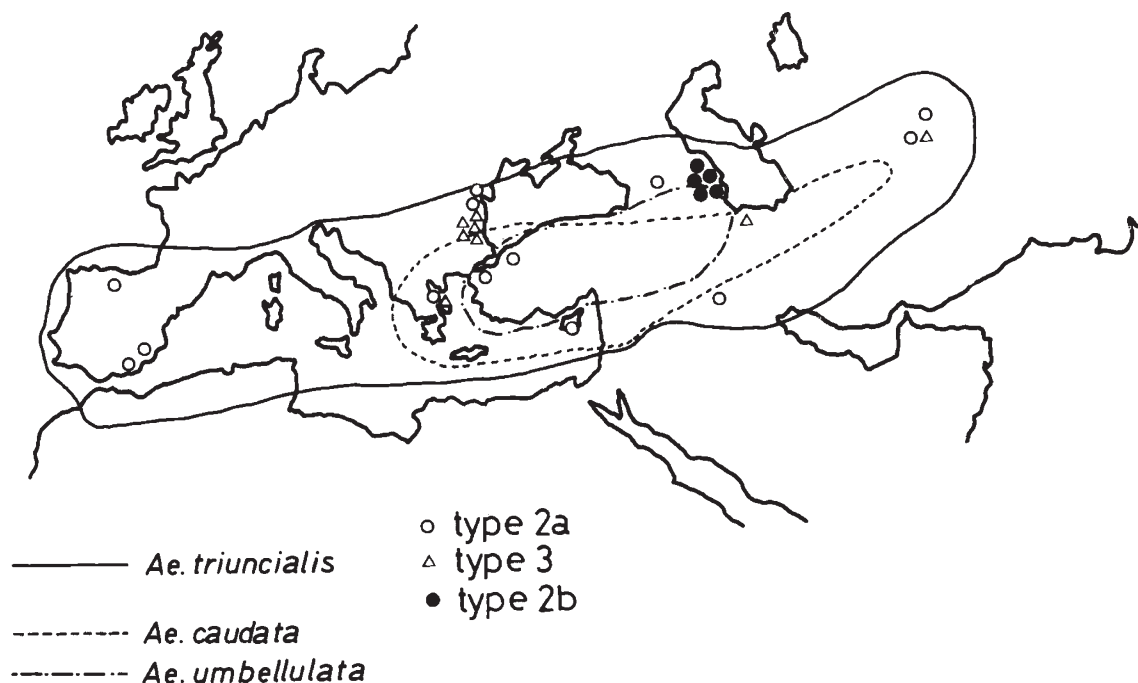 type 2a
type 3
type 2b
Ae. triuncialis
Ae. caudata
Ae. umbellulata